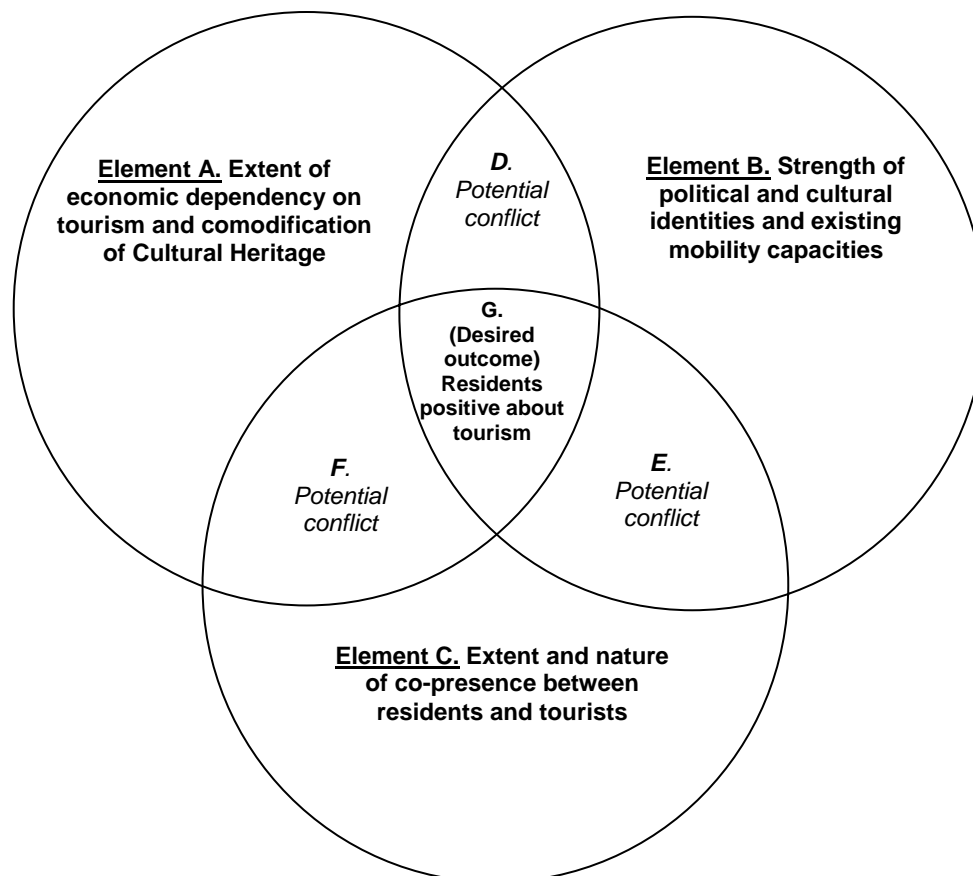 Element A. Extent of
economic dependency on
tourism and comodification
of Cultural Heritage
D.
Potential
conflict
Element B. Strength of
political and cultural
identities and existing
mobility capacities
G.
(Desired
outcome)
Residents
positive about
tourism
F.
Potential
conflict
E.
Potential
conflict
Element C. Extent and nature
of co-presence between
residents and tourists